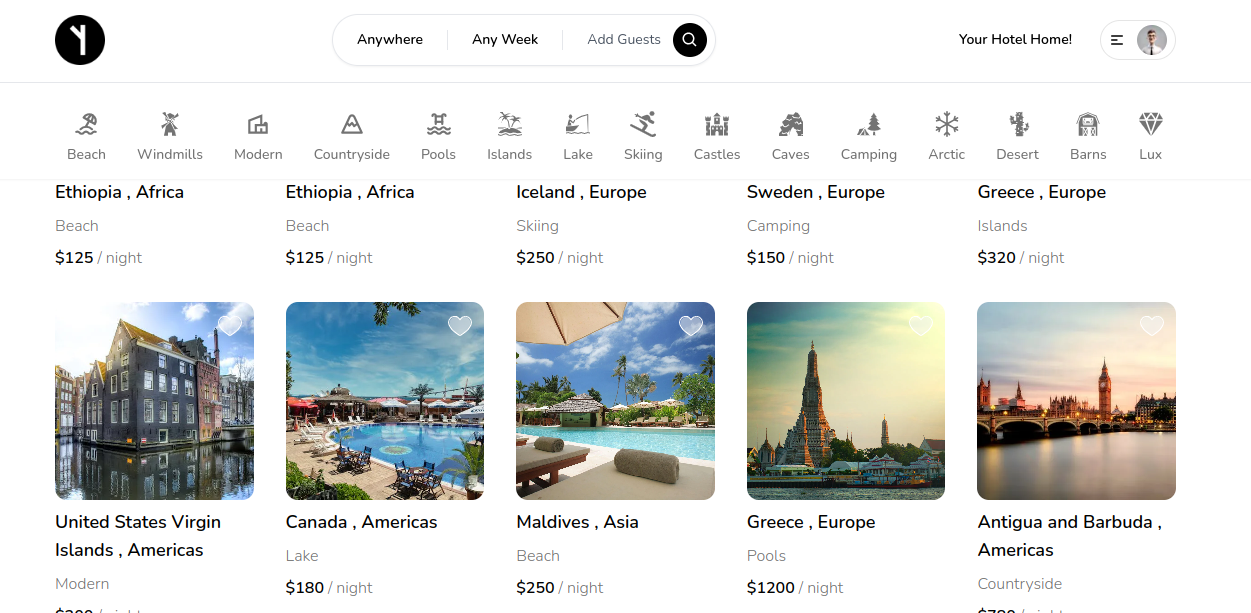 Anywhere
Any Week
Add Guests
Your Hotel Home!
Beach
Windmills
Modern
Countryside
Pools
Islands
Lake
Skiing
Castles
Caves
Camping
Arctic
Desert
Barns
Lux
Ethiopia , Africa
Beach
$125 / night
Ethiopia , Africa
Beach
$125 / night
Iceland , Europe
Skiing
$250 / night
Sweden , Europe
Camping
$150 / night
Greece , Europe
Islands
$320 / night
United States Virgin
Islands , Americas
Modern
Canada , Americas
Lake
$180 / night
Maldives , Asia
Beach
$250 / night
Greece , Europe
Pools
$1200 / night
Antigua and Barbuda ,
Americas
Countryside